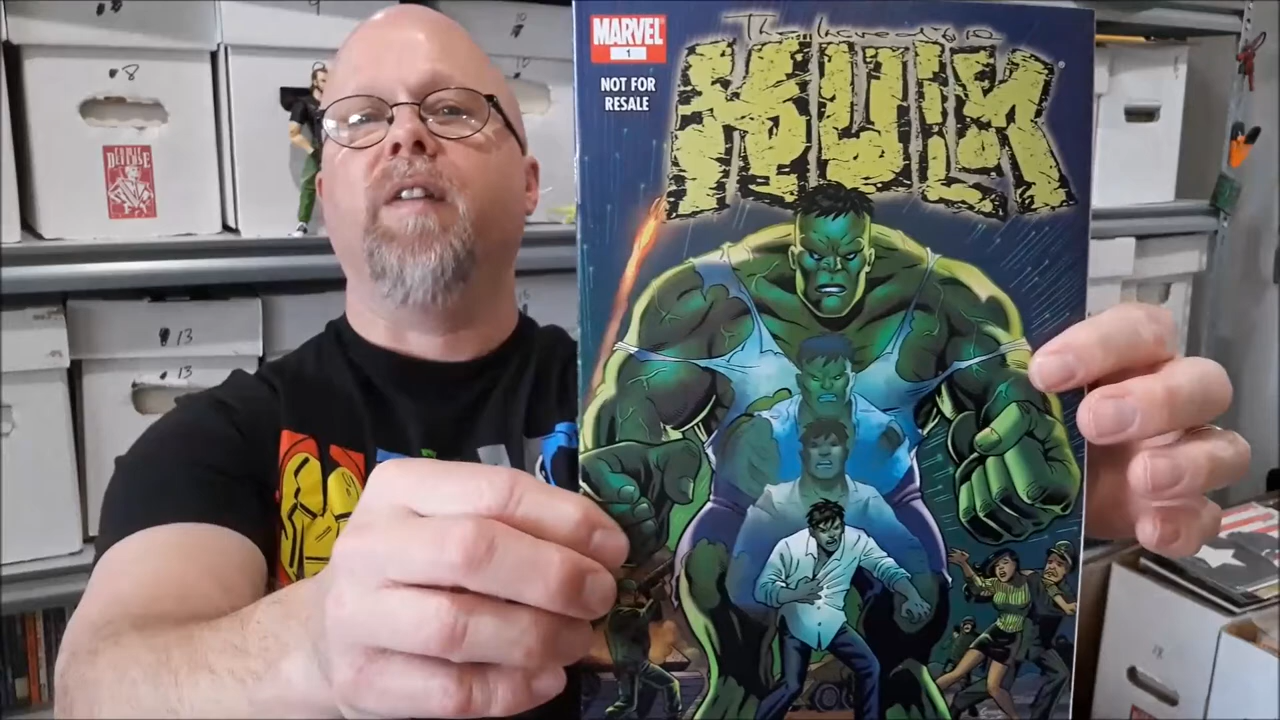 MARVEL
1
NOT FOR
RESALE
The Incredible
HULK
8
COMIC
DEFENSE
13
13